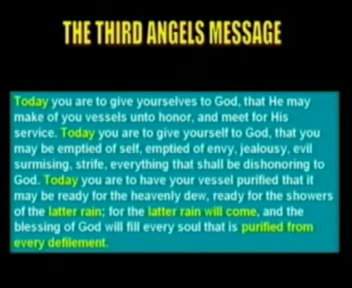 THE THIRD ANGELS MESSAGE
Today you are to give yourselves to God, that He may
make of you vessels unto honor, and meet for His
service. Today you are to give yourself to God, that you
may be emptied of self, emptied of envy, jealousy, evil
surmising, strife, everything that shall be dishonoring to
God. Today you are to have your vessel purified that it
may be ready for the heavenly dew, ready for the showers
of the latter rain; for the latter rain will come, and the
blessing of God will fill every soul that is purified from
every defilement.